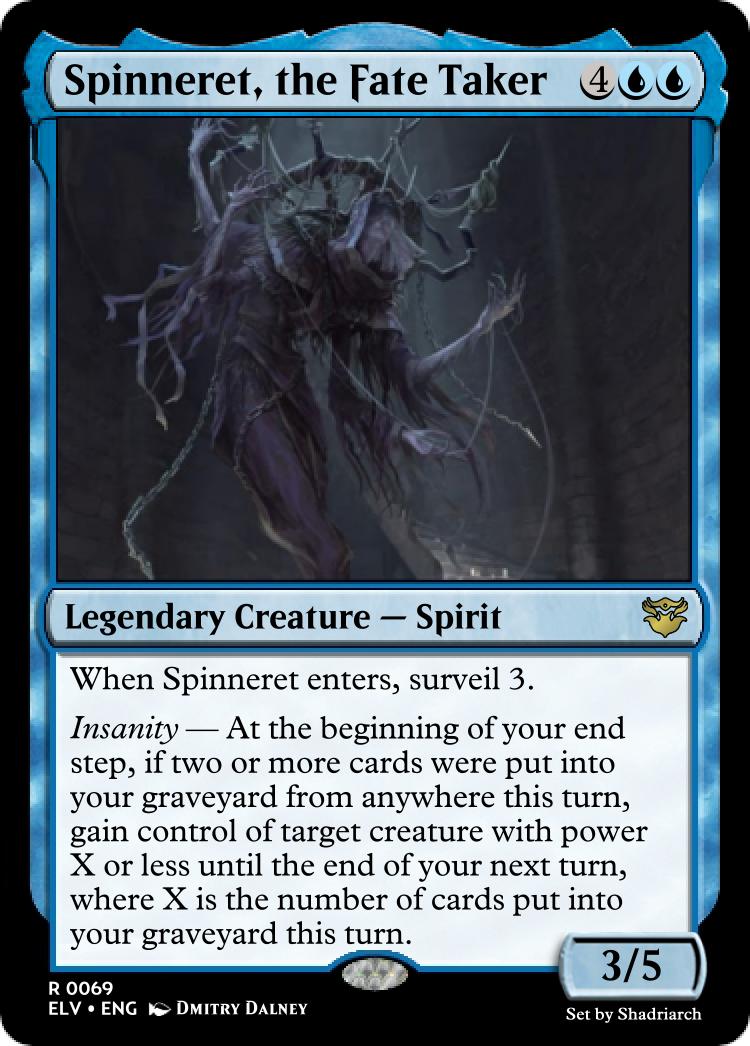 Spinneret, the Fate Taker 4
Legendary Creature — Spirit
When Spinneret enters, surveil 3.
Insanity — At the beginning of your end
step, if two or more cards were put into
your graveyard from anywhere this turn,
gain control of target creature with power
X or less until the end of your next turn,
where X is the number of cards put into
your graveyard this turn.
3/5
R 0069
ELV • ENG Dmitry Dalney
Set by Shadriarch